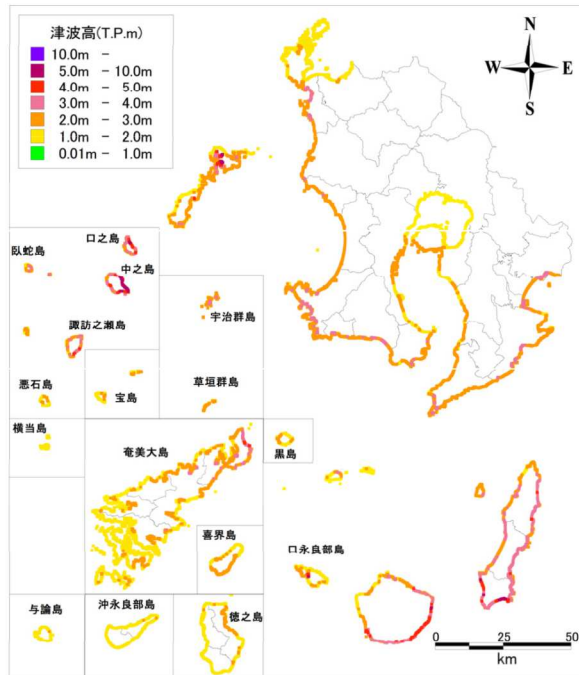 津波高(T.P.m)
10.0m -
5.0m - 10.0m
4.0m - 5.0m
3.0m - 4.0m
2.0m - 3.0m
1.0m - 2.0m
0.01m - 1.0m
N
W
E
S
口之島
臥蛇島
中之島
諏訪之瀬島
宇治群島
悪石島
宝島
草垣群島
横当島
奄美大島
黒島
喜界島
口永良部島
与論島
沖永良部島
徳之島
0 25 50
km